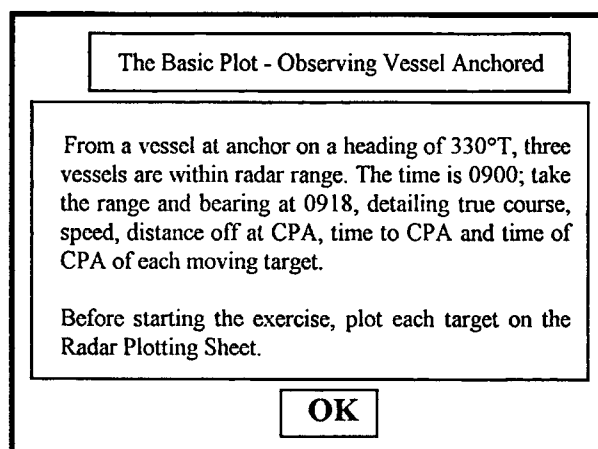 The Basic Plot - Observing Vessel Anchored
From a vessel at anchor on a heading of 330°T, three
vessels are within radar range. The time is 0900; take
the range and bearing at 0918, detailing true course,
speed, distance off at CPA, time to CPA and time of
CPA of each moving target.
Before starting the exercise, plot each target on the
Radar Plotting Sheet.
OK